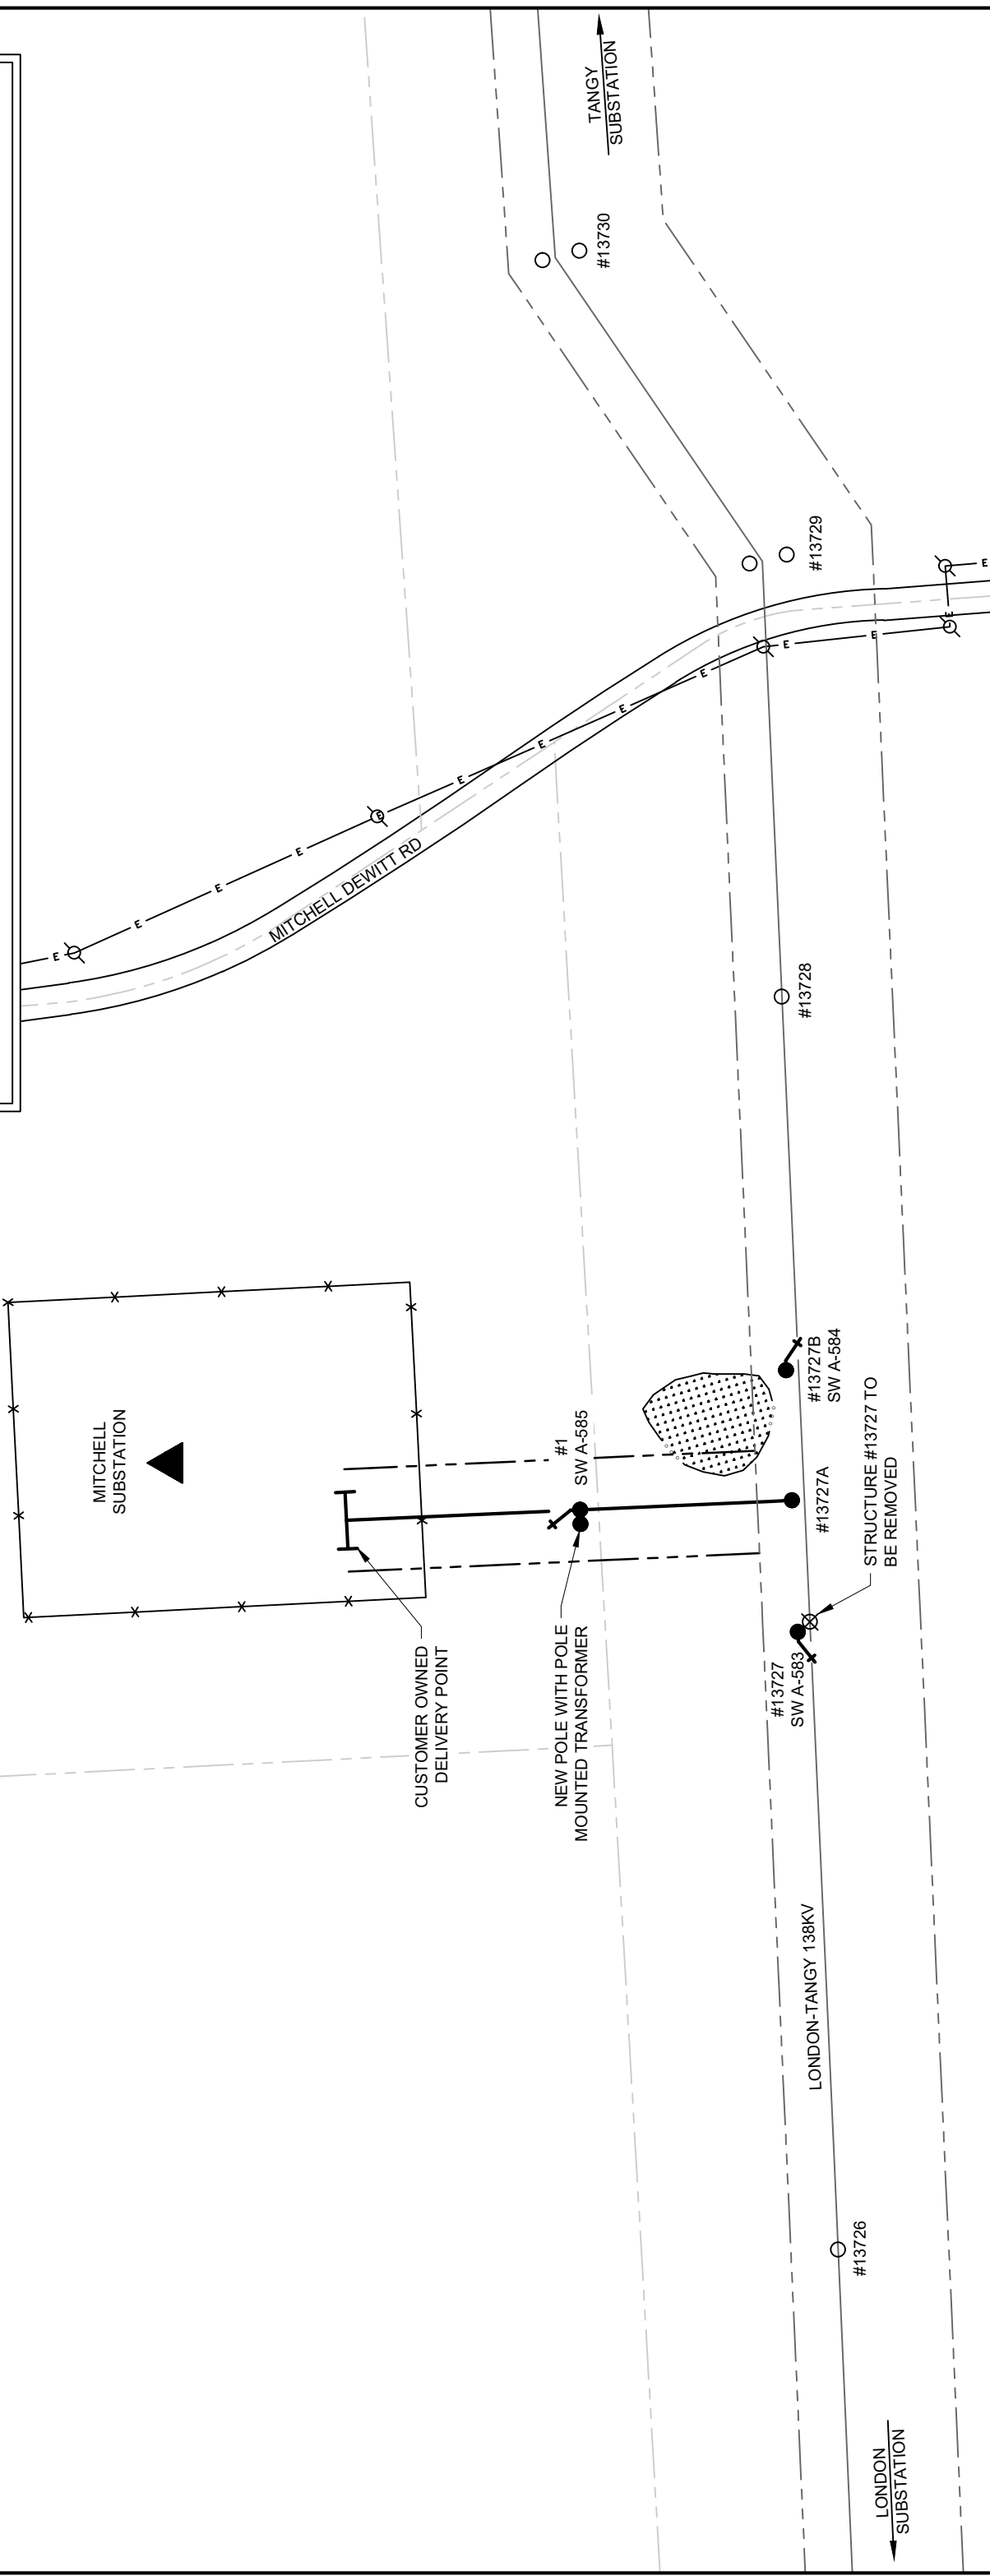 TANGY
SUBSTATION
#13730
#13729
E
E
E
E
E
E
E
E
E
E
E
E
E
E
MITCHELL DEWITT RD
#13728
MITCHELL
SUBSTATION
#1
SW A-585
#13727B
SW A-584
#13727A
STRUCTURE #13727 TO
BE REMOVED
#13727
SW A-583
CUSTOMER OWNED
DELIVERY POINT
NEW POLE WITH POLE
MOUNTED TRANSFORMER
LONDON-TANGY 138KV
#13726
LONDON
SUBSTATION